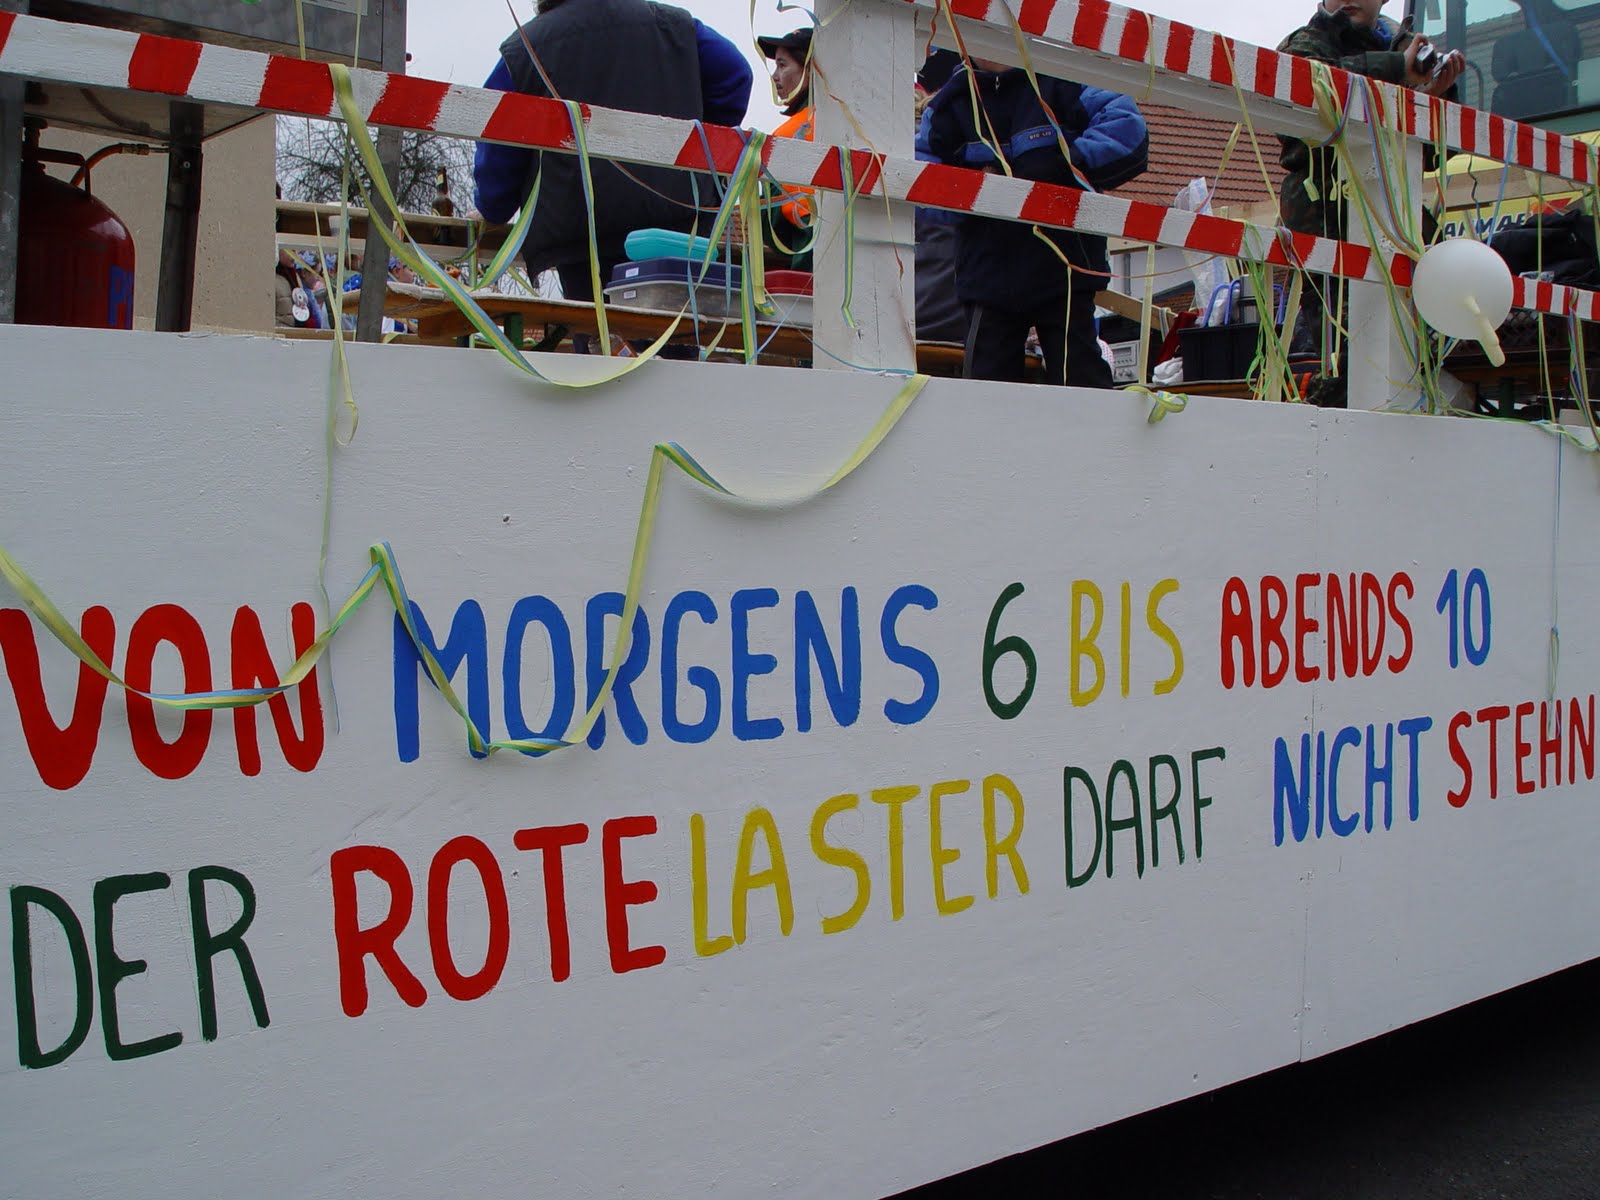 VON MORGENS 6 BIS ABENDS 10
DER ROTE LASTER DARF NICHT STEHN